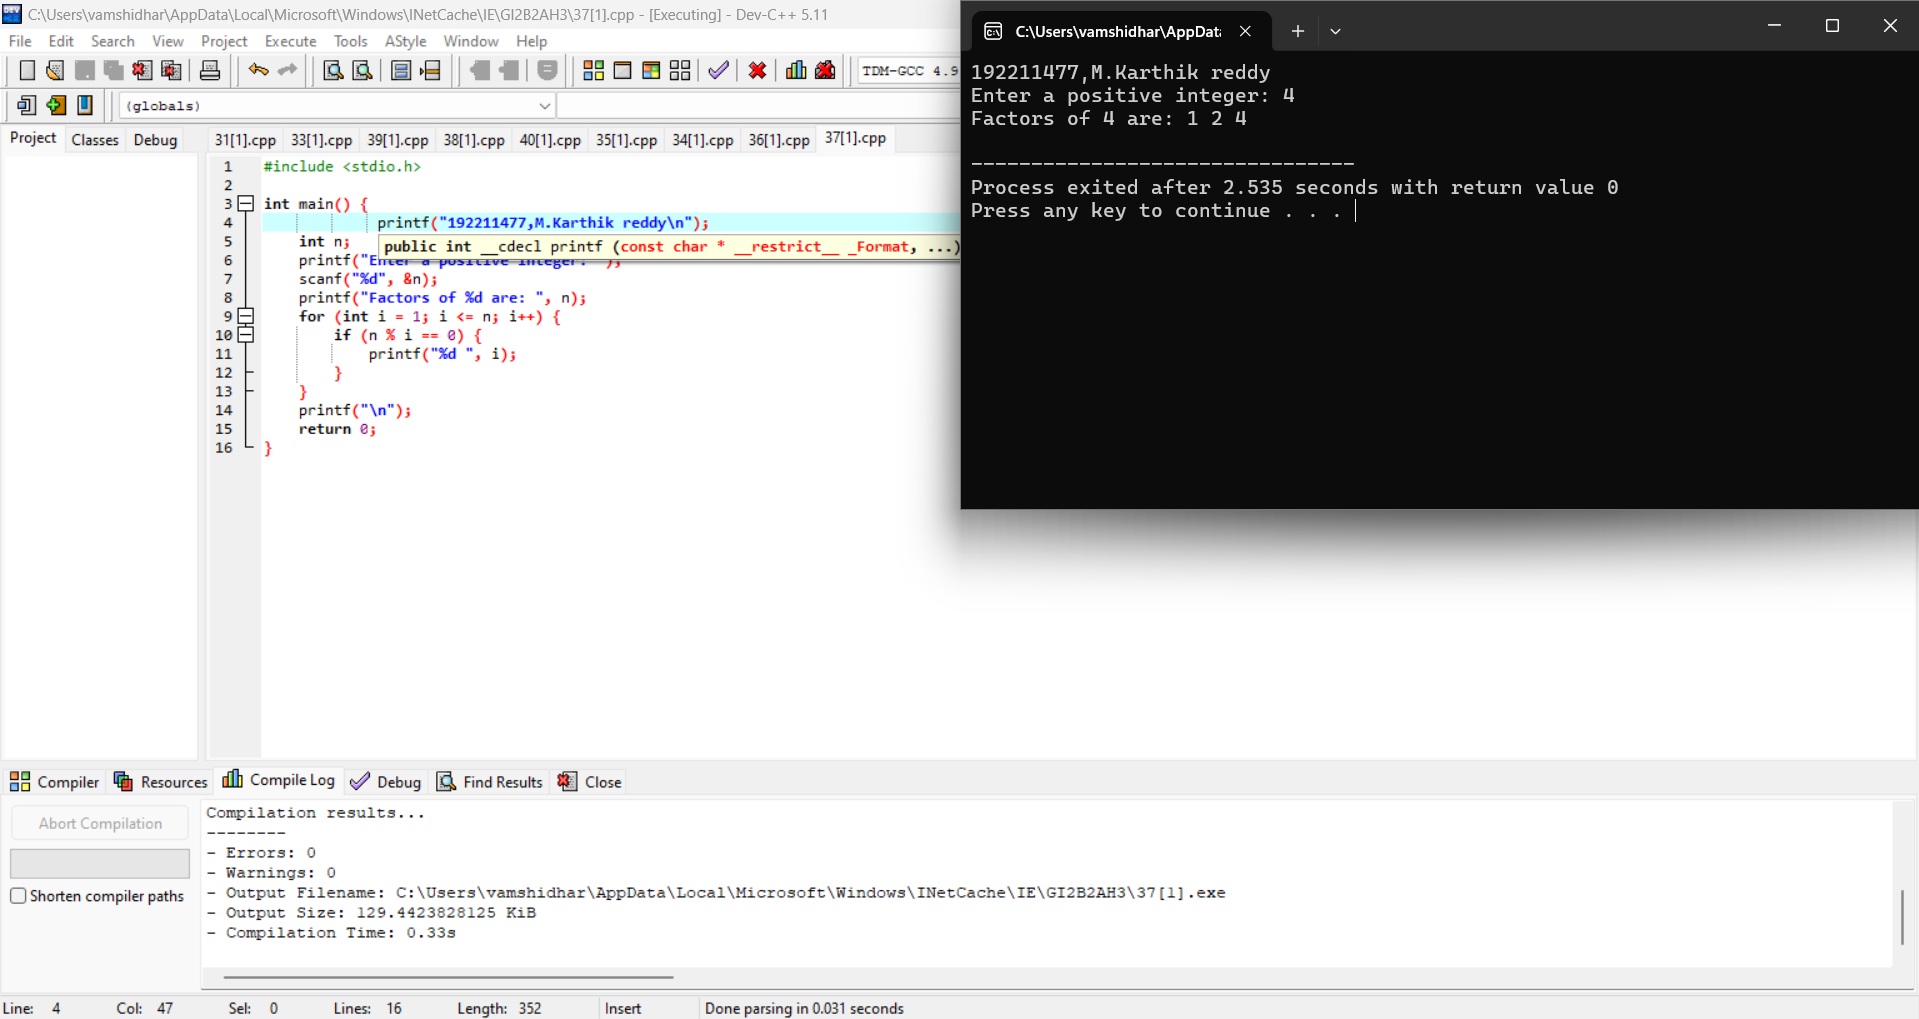 C:\Users\vamshidhar\AppData\Local\Microsoft\Windows\INetCache\IE\GI2B2AH3\37[1].cpp - [Executing] - Dev-C++ 5.11
File Edit Search View Project Execute Tools AStyle Window Help
TDM-GCC 4.9
(globals)
Project Classes Debug
31[1].cpp 33[1].cpp 39[1].cpp 38[1].cpp 40[1].cpp 35[1].cpp 34[1].cpp 36[1].cpp 37[1].cpp
1 #include <stdio.h>
2
3 int main() {
4 printf("192211477,M.Karthik reddy\n");
5 int n;
public int __cdecl printf (const char * __restrict__ _Format, ...)
6 printf("Enter a positive integer: ");
7 scanf("%d", &n);
8 printf("Factors of %d are: ", n);
9 for (int i = 1; i <= n; i++) {
10 if (n % i == 0) {
11 printf("%d ", i);
12 }
13 }
14 printf("\n");
15 return 0;
16 }
C:\Users\vamshidhar\AppData
192211477,M.Karthik reddy
Enter a positive integer: 4
Factors of 4 are: 1 2 4
--------------------------------
Process exited after 2.535 seconds with return value 0
Press any key to continue . . .
Compiler Resources Compile Log Debug Find Results Close
Abort Compilation
Shorten compiler paths
Compilation results...
--------
- Errors: 0
- Warnings: 0
- Output Filename: C:\Users\vamshidhar\AppData\Local\Microsoft\Windows\INetCache\IE\GI2B2AH3\37[1].exe
- Output Size: 129.4423828125 KiB
- Compilation Time: 0.33s
Line: 4 Col: 47 Sel: 0 Lines: 16 Length: 352 Insert Done parsing in 0.031 seconds